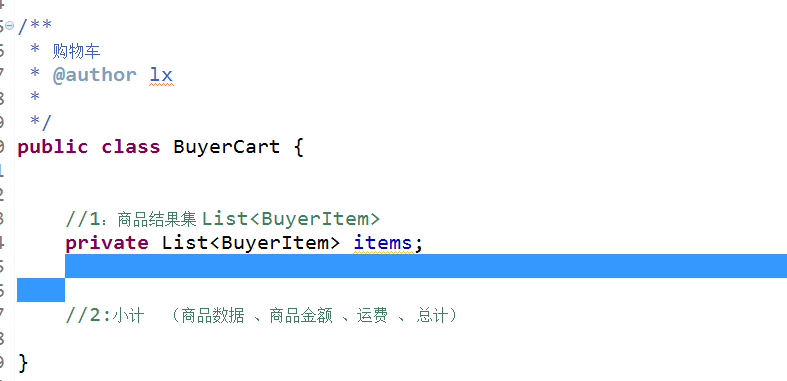 /**
 * 购物车
 * @author lx
 *
 */
public class BuyerCart {
//1：商品结果集 List<BuyerItem>
private List<BuyerItem> items;
//2:小计 （商品数据 、商品金额 、运费 、 总计）
}